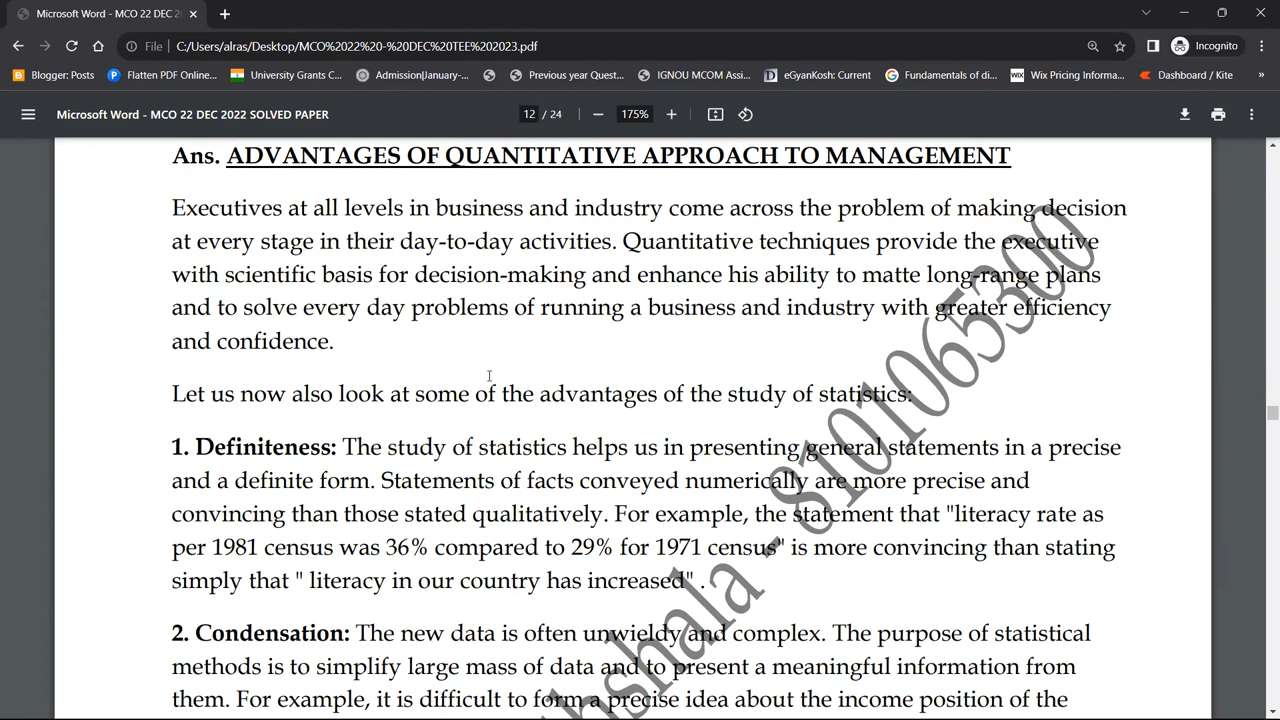 Microsoft Word - MCO 22 DEC 2
File C:/Users/alras/Desktop/MCO%2022%20-%20DEC%20TEE%202023.pdf
Incognito
Blogger: Posts Flatten PDF Online... University Grants C... Admission|January-... Previous year Quest... IGNOU MCOM Assi... eGyanKosh: Current Fundamentals of di... Wix Pricing Informa... Dashboard / Kite »
Microsoft Word - MCO 22 DEC 2022 SOLVED PAPER 12 / 24 175%
Ans. ADVANTAGES OF QUANTITATIVE APPROACH TO MANAGEMENT
Executives at all levels in business and industry come across the problem of making decision
at every stage in their day-to-day activities. Quantitative techniques provide the executive
with scientific basis for decision-making and enhance his ability to matte long-range plans
and to solve every day problems of running a business and industry with greater efficiency
and confidence.
Let us now also look at some of the advantages of the study of statistics:
1. Definiteness: The study of statistics helps us in presenting general statements in a precise
and a definite form. Statements of facts conveyed numerically are more precise and
convincing than those stated qualitatively. For example, the statement that "literacy rate as
per 1981 census was 36% compared to 29% for 1971 census" is more convincing than stating
simply that " literacy in our country has increased" .
2. Condensation: The new data is often unwieldy and complex. The purpose of statistical
methods is to simplify large mass of data and to present a meaningful information from
them. For example, it is difficult to form a precise idea about the income position of the
hshala - 8101065300